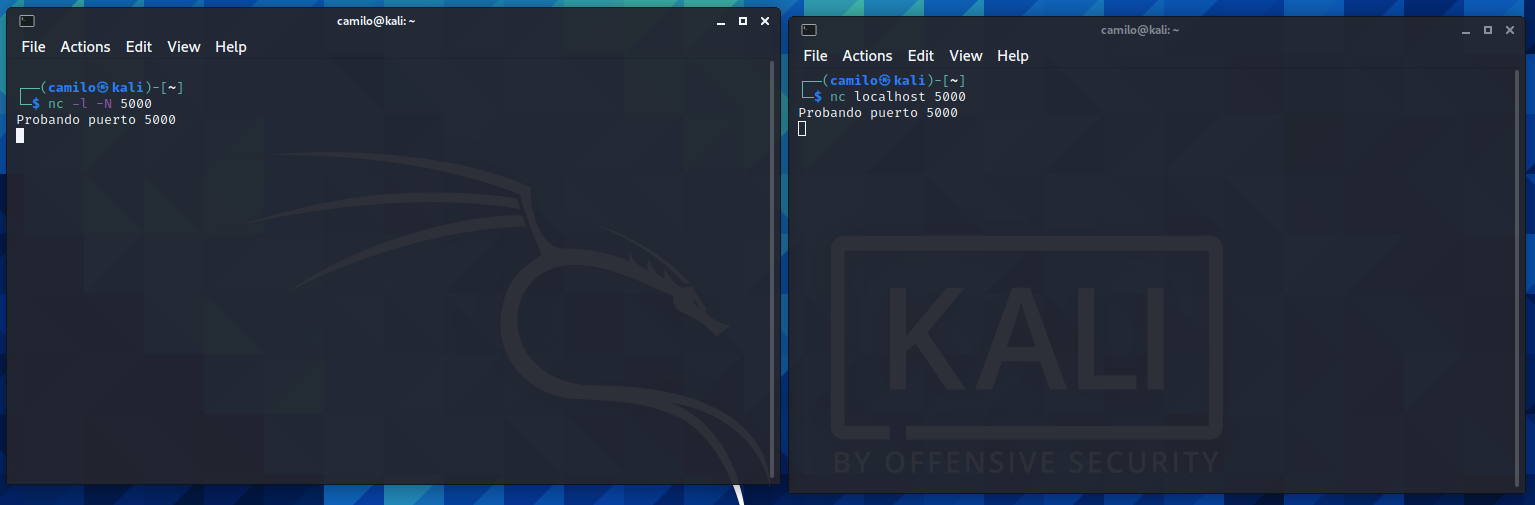 camilo@kali: ~
File Actions Edit View Help
┌──(camilo㉿kali)-[~]
└─$ nc -l -N 5000
Probando puerto 5000
camilo@kali: ~
File Actions Edit View Help
┌──(camilo㉿kali)-[~]
└─$ nc localhost 5000
Probando puerto 5000
KALI
BY OFFENSIVE SECURITY